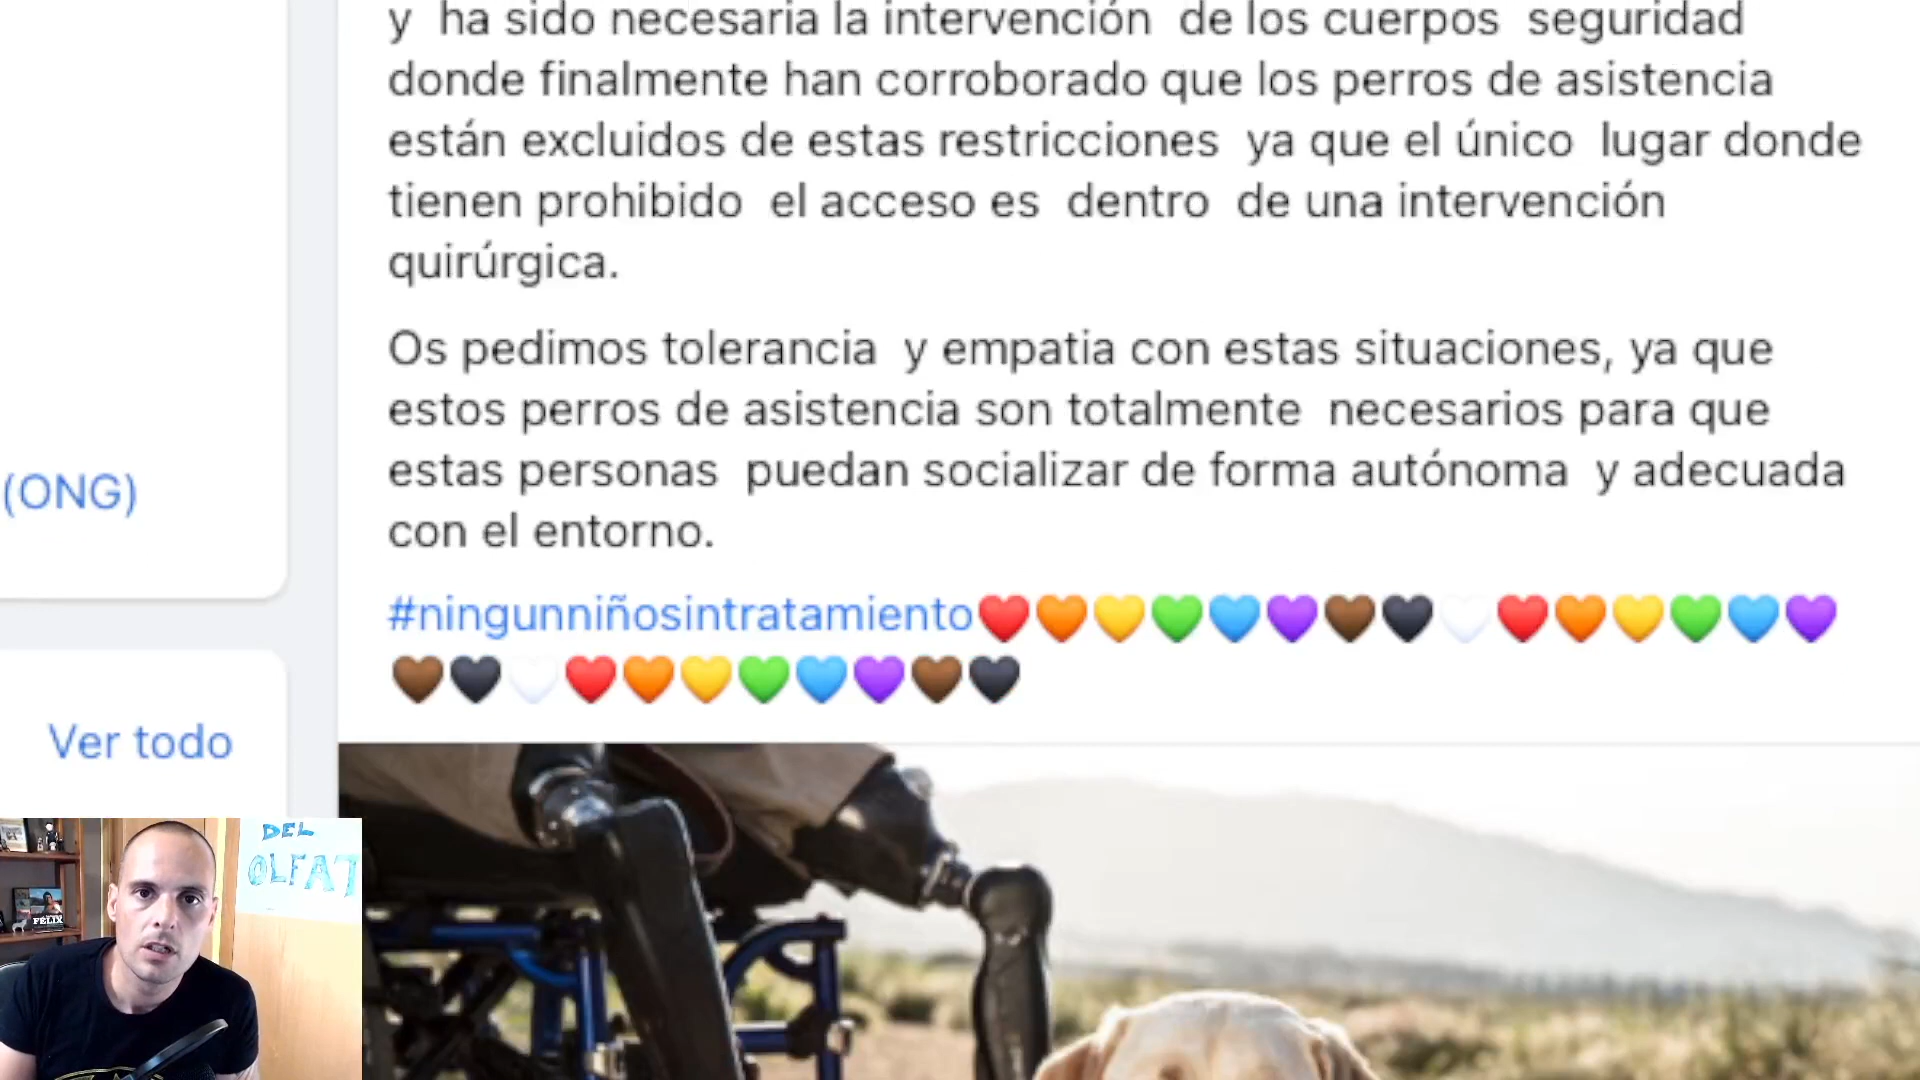 y ha sido necesaria la intervención de los cuerpos seguridad
donde finalmente han corroborado que los perros de asistencia
están excluidos de estas restricciones ya que el único lugar donde
tienen prohibido el acceso es dentro de una intervención
quirúrgica.
Os pedimos tolerancia y empatia con estas situaciones, ya que
estos perros de asistencia son totalmente necesarios para que
estas personas puedan socializar de forma autónoma y adecuada
con el entorno.
#ningunniñosintratamiento❤️🧡💛💚💙💜🤎🖤🤍❤️🧡💛💚💙💜
🤎🖤🤍❤️🧡💛💚💙💜🤎🖤
(ONG)
Ver todo
DEL
OLFAT
FÉLIX